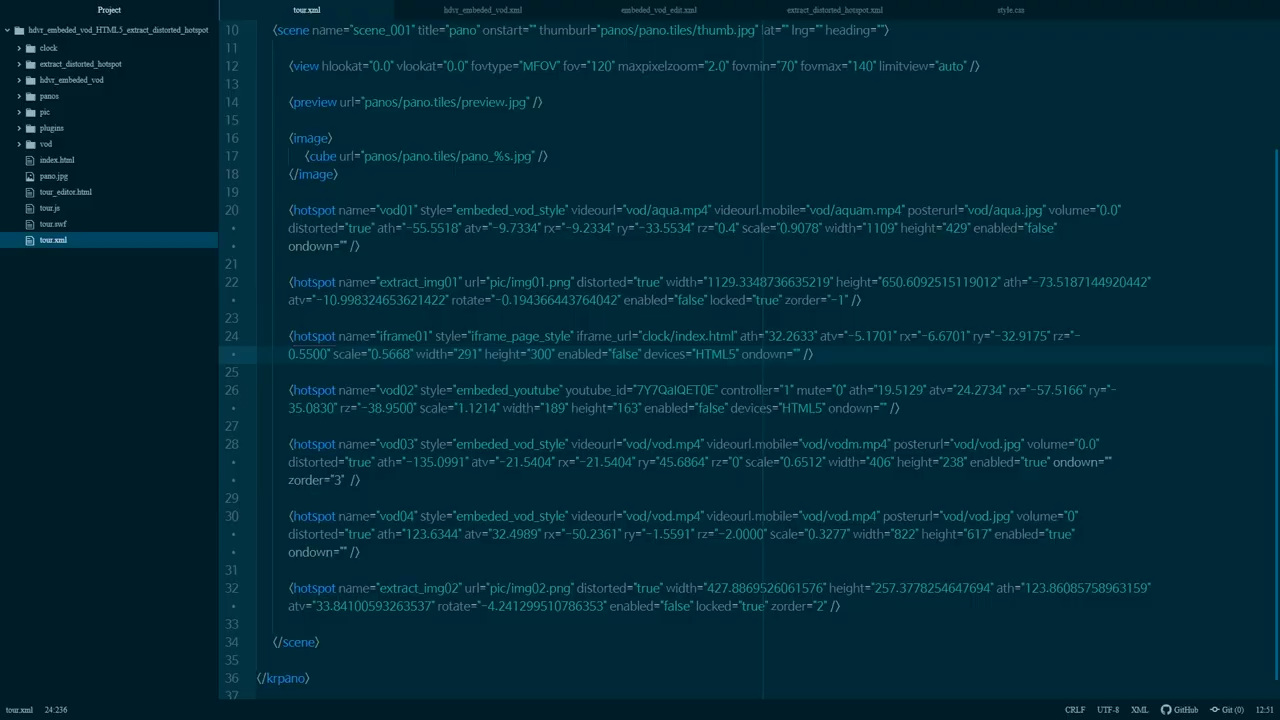 Project
hdvr_embeded_vod_HTML5_extract_distorted_hotspot
clock
extract_distorted_hotspot
hdvr_embeded_vod
panos
pic
plugins
vod
index.html
pano.jpg
tour_editor.html
tour.js
tour.swf
tour.xml
tour.xml hdvr_embeded_vod.xml embeded_vod_edit.xml extract_distorted_hotspot.xml style.css
10 <scene name="scene_001" title="pano" onstart="" thumburl="panos/pano.tiles/thumb.jpg" lat="" lng="" heading="">
11
12 <view hlookat="0.0" vlookat="0.0" fovtype="MFOV" fov="120" maxpixelzoom="2.0" fovmin="70" fovmax="140" limitview="auto" />
13
14 <preview url="panos/pano.tiles/preview.jpg" />
15
16 <image>
17 <cube url="panos/pano.tiles/pano_%s.jpg" />
18 </image>
19
20 <hotspot name="vod01" style="embeded_vod_style" videourl="vod/aqua.mp4" videourl.mobile="vod/aquam.mp4" posterurl="vod/aqua.jpg" volume="0.0"
• distorted="true" ath="-55.5518" atv="-9.7334" rx="-9.2334" ry="-33.5534" rz="0.4" scale="0.9078" width="1109" height="429" enabled="false"
• ondown="" />
21
22 <hotspot name="extract_img01" url="pic/img01.png" distorted="true" width="1129.3348736635219" height="650.6092515119012" ath="-73.5187144920442"
• atv="-10.998324653621422" rotate="-0.194366443764042" enabled="false" locked="true" zorder="-1" />
23
24 <hotspot name="iframe01" style="iframe_page_style" iframe_url="clock/index.html" ath="32.2633" atv="-5.1701" rx="-6.6701" ry="-32.9175" rz="-
• 0.5500" scale="0.5668" width="291" height="300" enabled="false" devices="HTML5" ondown="" />
25
26 <hotspot name="vod02" style="embeded_youtube" youtube_id="7Y7QaIQET0E" controller="1" mute="0" ath="19.5129" atv="24.2734" rx="-57.5166" ry="-
• 35.0830" rz="-38.9500" scale="1.1214" width="189" height="163" enabled="false" devices="HTML5" ondown="" />
27
28 <hotspot name="vod03" style="embeded_vod_style" videourl="vod/vod.mp4" videourl.mobile="vod/vodm.mp4" posterurl="vod/vod.jpg" volume="0.0"
• distorted="true" ath="-135.0991" atv="-21.5404" rx="-21.5404" ry="45.6864" rz="0" scale="0.6512" width="406" height="238" enabled="true" ondown=""
• zorder="3" />
29
30 <hotspot name="vod04" style="embeded_vod_style" videourl="vod/vod.mp4" videourl.mobile="vod/vod.mp4" posterurl="vod/vod.jpg" volume="0"
• distorted="true" ath="123.6344" atv="32.4989" rx="-50.2361" ry="-1.5591" rz="-2.0000" scale="0.3277" width="822" height="617" enabled="true"
• ondown="" />
31
32 <hotspot name="extract_img02" url="pic/img02.png" distorted="true" width="427.8869526061576" height="257.3778254647694" ath="123.86085758963159"
• atv="33.84100593263537" rotate="-4.241299510786353" enabled="false" locked="true" zorder="2" />
33
34 </scene>
35
36 </krpano>
37
tour.xml 24:236 CRLF UTF-8 XML GitHub Git (0) 12:51